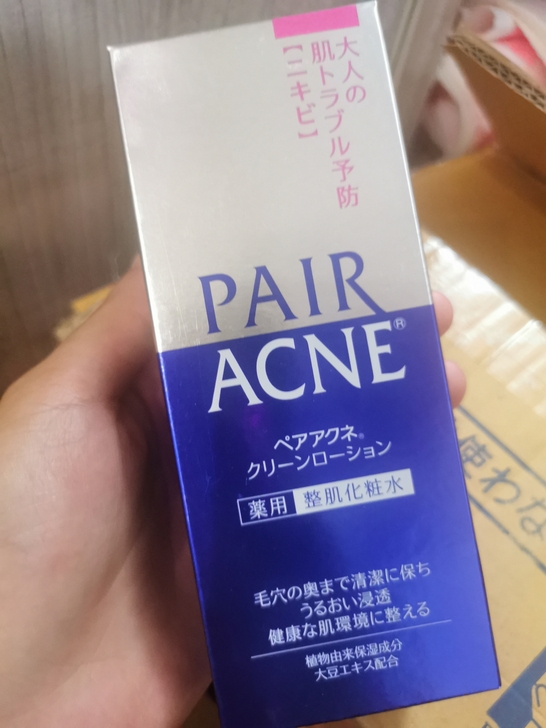 大人の
肌トラブル予防
【ニキビ】
PAIR
ACNE®
ペアアクネ®
クリーンローション
薬用 整肌化粧水
毛穴の奥まで清潔に保ち
うるおい浸透
健康な肌環境に整える
植物由来保湿成分
大豆エキス配合
使わな